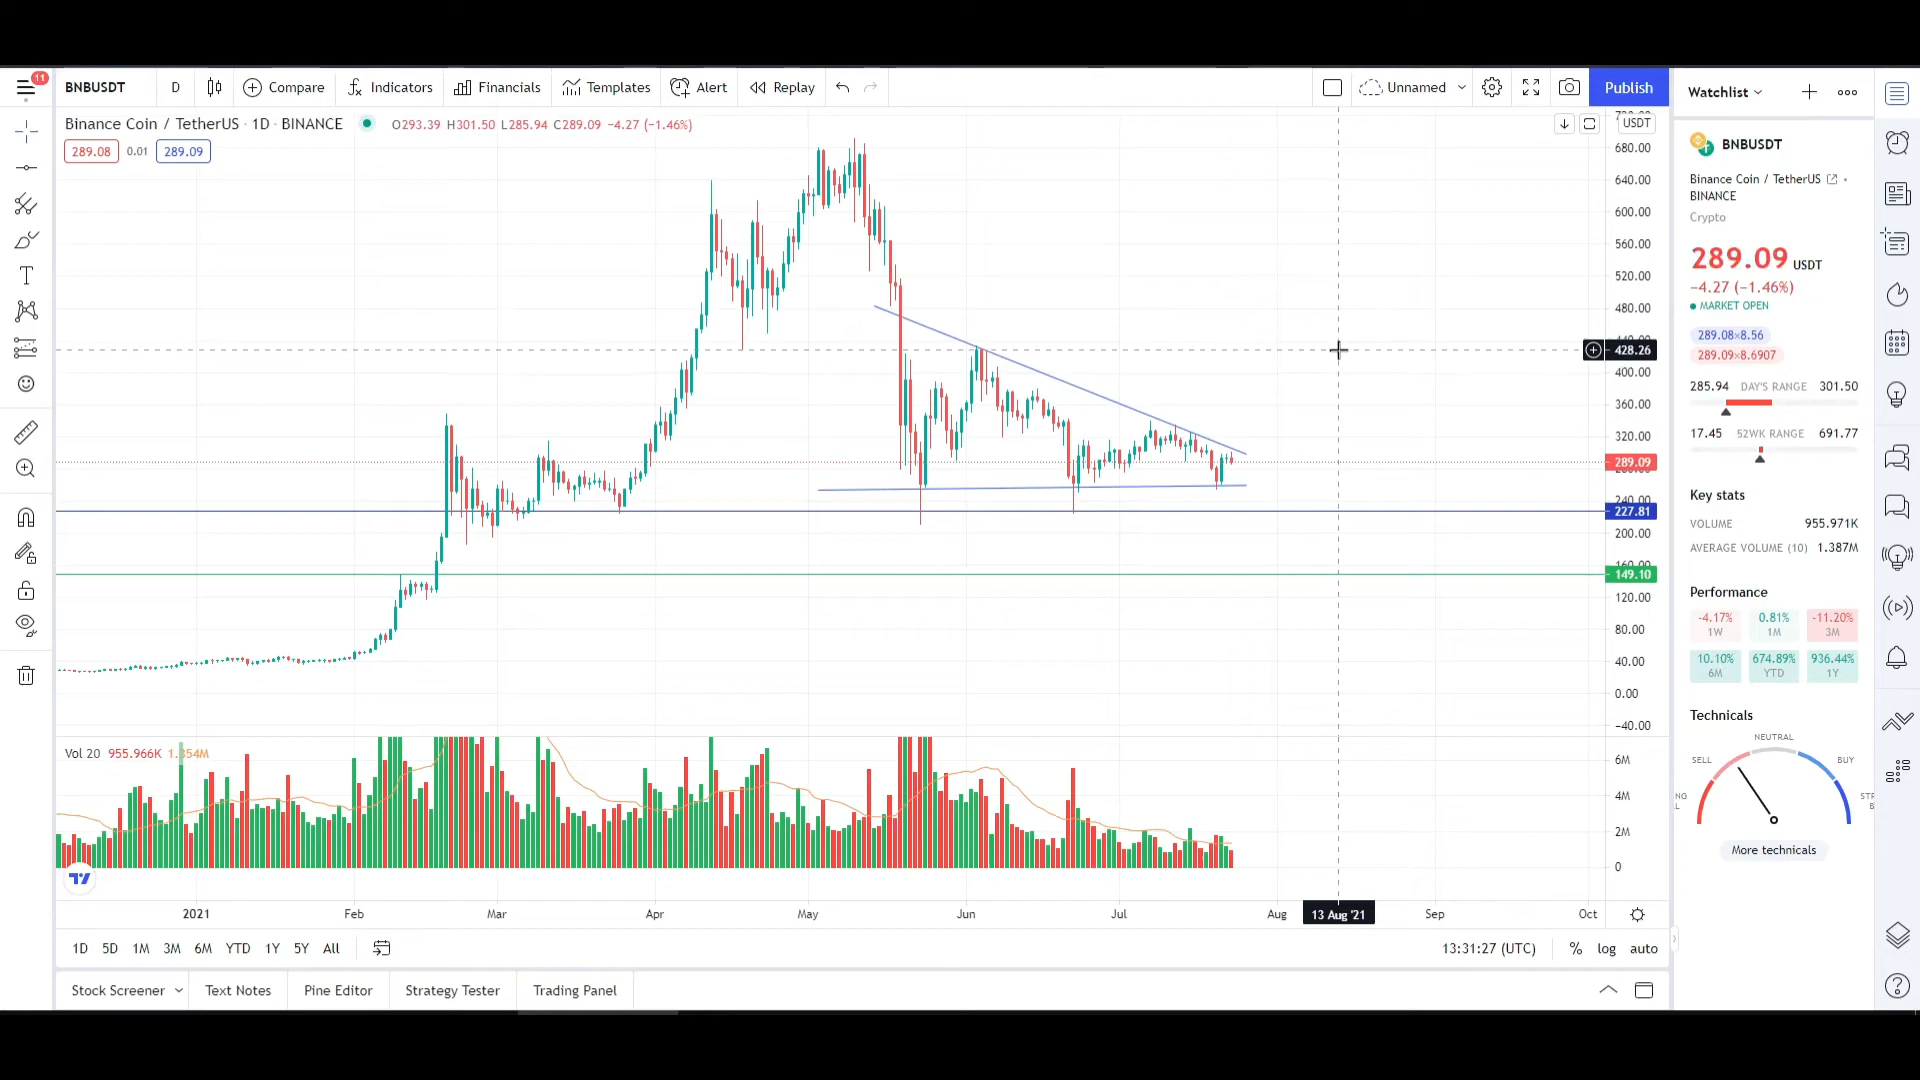 11
BNBUSDT D Compare Indicators Financials Templates Alert Replay Unnamed Publish
Binance Coin / TetherUS · 1D · BINANCE O293.39 H301.50 L285.94 C289.09 −4.27 (−1.46%)
289.08 0.01 289.09
USDT
680.00
640.00
600.00
560.00
520.00
480.00
428.26
400.00
360.00
320.00
289.09
240.00
227.81
200.00
160.00
149.10
120.00
80.00
40.00
0.00
−40.00
Vol 20 955.966K 1.354M
6M
4M
2M
0
2021 Feb Mar Apr May Jun Jul Aug 13 Aug '21 Sep Oct
1D 5D 1M 3M 6M YTD 1Y 5Y All 13:31:27 (UTC) % log auto
Stock Screener Text Notes Pine Editor Strategy Tester Trading Panel
Watchlist
BNBUSDT
Binance Coin / TetherUS •
BINANCE
Crypto
289.09 USDT
−4.27 (−1.46%)
MARKET OPEN
289.08×8.56
289.09×8.6907
285.94 DAY'S RANGE 301.50
17.45 52WK RANGE 691.77
Key stats
VOLUME 955.971K
AVERAGE VOLUME (10) 1.387M
Performance
-4.17% 0.81% -11.20%
1W 1M 3M
10.10% 674.89% 936.44%
6M YTD 1Y
Technicals
NEUTRAL
SELL BUY
NG STR
L B
More technicals